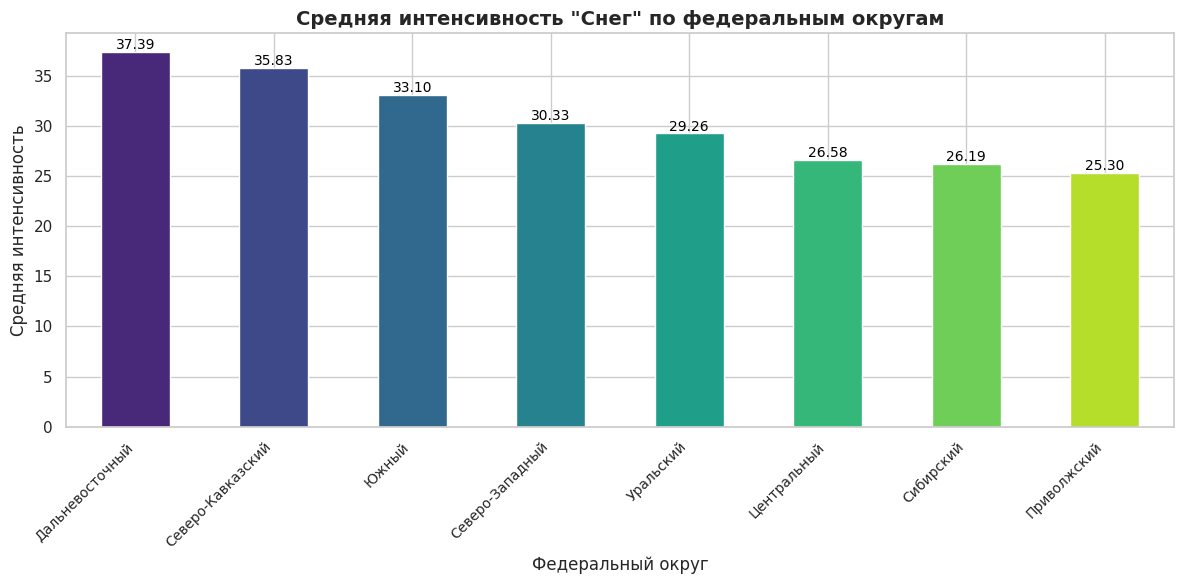 Средняя интенсивность "Снег" по федеральным округам
Средняя интенсивность
35
30
25
20
15
10
5
0
37.39
35.83
33.10
30.33
29.26
26.58
26.19
25.30
Дальневосточный
Северо-Кавказский
Южный
Северо-Западный
Уральский
Центральный
Сибирский
Приволжский
Федеральный округ